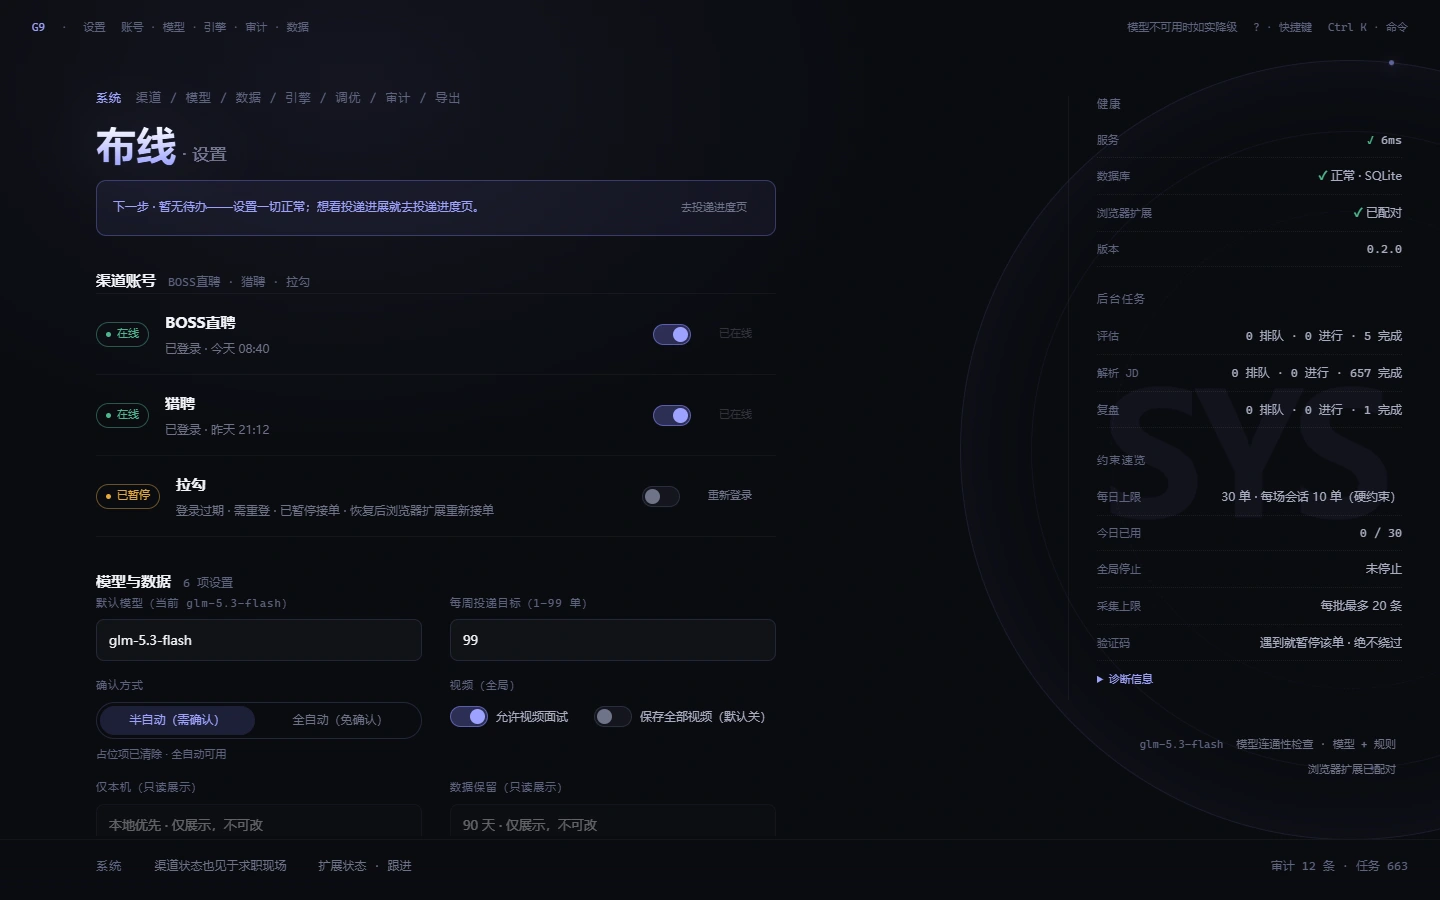 G9 · 设置 账号 · 模型 · 引擎 · 审计 · 数据
模型不可用时如实降级 ? · 快捷键 Ctrl K · 命令
系统 渠道 / 模型 / 数据 / 引擎 / 调优 / 审计 / 导出
布线 · 设置
下一步 · 暂无待办——设置一切正常；想看投递进展就去投递进度页。
去投递进度页
渠道账号 BOSS直聘 · 猎聘 · 拉勾
在线
BOSS直聘
已登录 · 今天 08:40
已在线
在线
猎聘
已登录 · 昨天 21:12
已在线
已暂停
拉勾
登录过期 · 需重登 · 已暂停接单 · 恢复后浏览器扩展重新接单
重新登录
模型与数据 6 项设置
默认模型（当前 glm-5.3-flash）
glm-5.3-flash
每周投递目标（1-99 单）
99
确认方式
半自动（需确认）
全自动（免确认）
占位项已清除 · 全自动可用
视频（全局）
允许视频面试
保存全部视频（默认关）
仅本机（只读展示）
本地优先 · 仅展示，不可改
数据保留（只读展示）
90 天 · 仅展示，不可改
健康
服务 ✓ 6ms
数据库 ✓ 正常 · SQLite
浏览器扩展 ✓ 已配对
版本 0.2.0
后台任务
评估 0 排队 · 0 进行 · 5 完成
解析 JD 0 排队 · 0 进行 · 657 完成
复盘 0 排队 · 0 进行 · 1 完成
SYS
约束速览
每日上限 30 单 · 每场会话 10 单（硬约束）
今日已用 0 / 30
全局停止 未停止
采集上限 每批最多 20 条
验证码 遇到就暂停该单 · 绝不绕过
▶ 诊断信息
glm-5.3-flash 模型连通性检查 · 模型 + 规则
浏览器扩展已配对
系统 渠道状态也见于求职现场 扩展状态 · 跟进
审计 12 条 · 任务 663